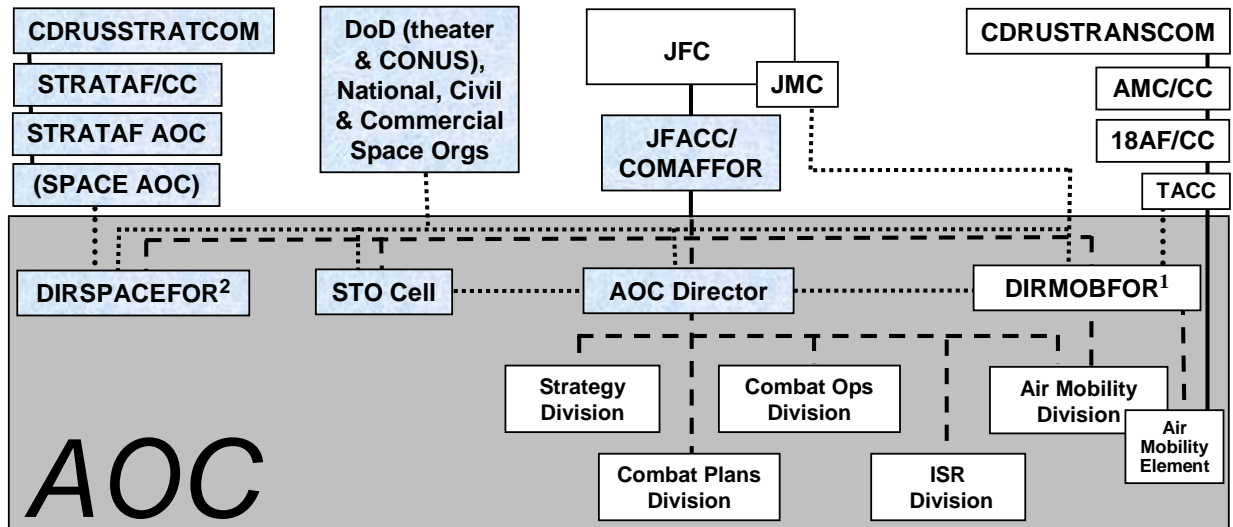 CDRUSSTRATCOM
STRATAF/CC
STRATAF AOC
(SPACE AOC)
DoD (theater
& CONUS),
National, Civil
& Commercial
Space Orgs
JFC
JMC
JFACC/
COMAFFOR
CDRUSTRANSCOM
AMC/CC
18AF/CC
TACC
DIRSPACEFOR²
STO Cell
AOC Director
DIRMOBFOR¹
Strategy
Division
Combat Ops
Division
Air Mobility
Division
Air
Mobility
Element
Combat Plans
Division
ISR
Division
AOC